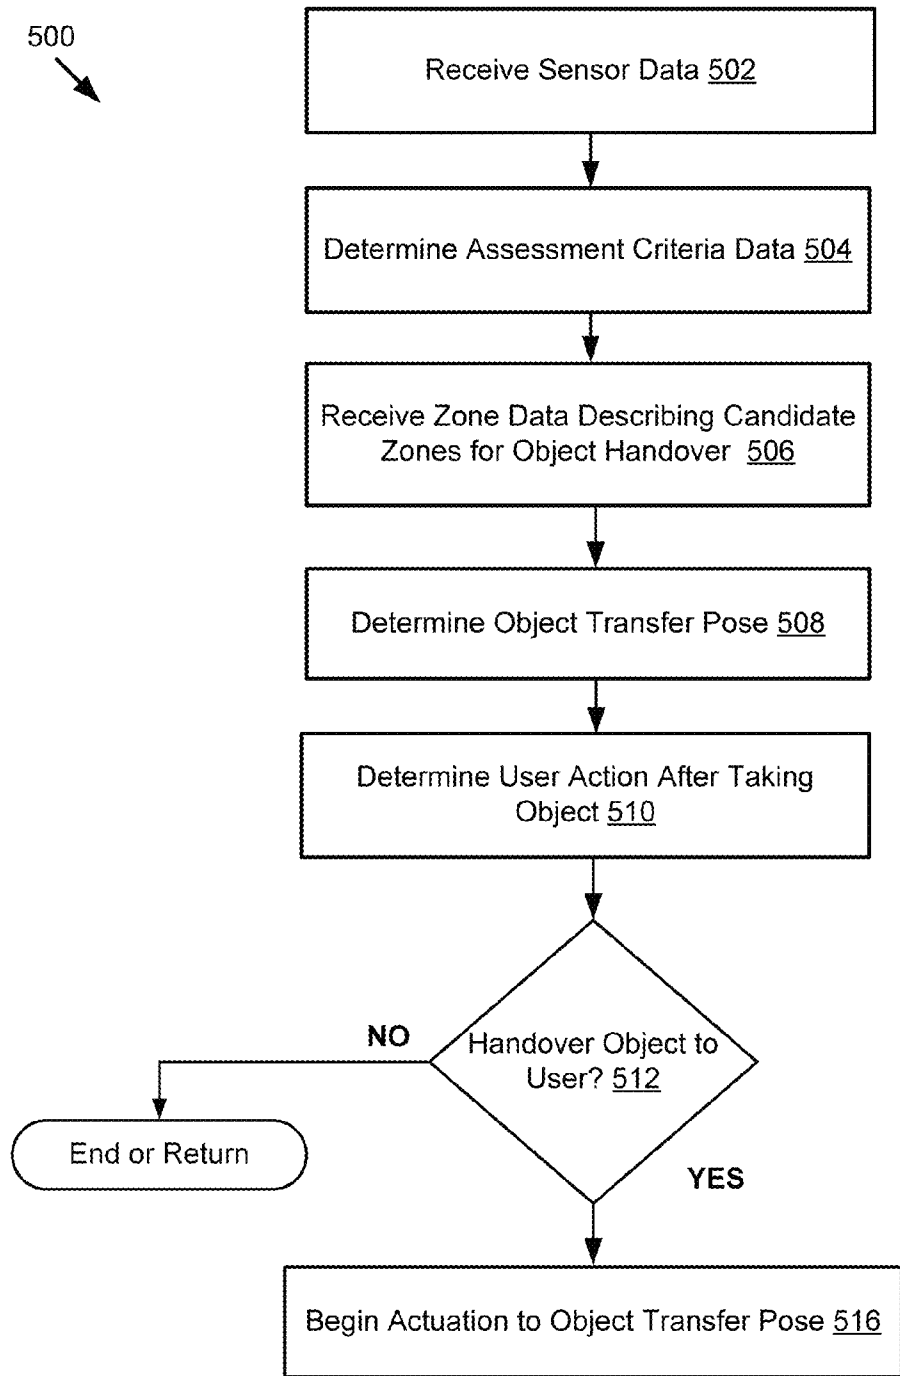 500
Receive Sensor Data 502
Determine Assessment Criteria Data 504
Receive Zone Data Describing Candidate
Zones for Object Handover 506
Determine Object Transfer Pose 508
Determine User Action After Taking
Object 510
Handover Object to
User? 512
NO
End or Return
YES
Begin Actuation to Object Transfer Pose 516